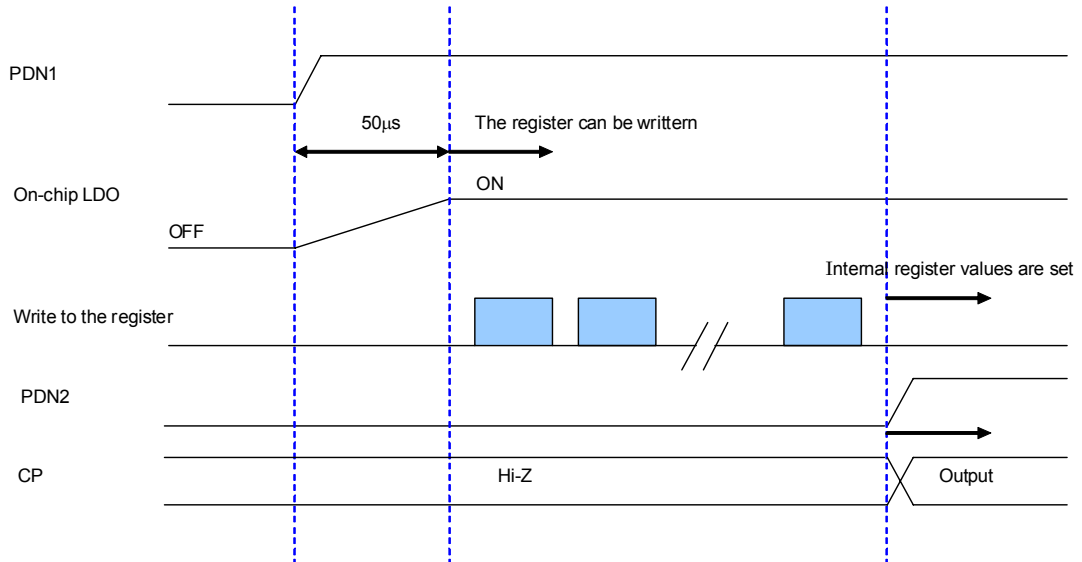 PDN1
50μs
The register can be writtern
On-chip LDO
ON
OFF
Internal register values are set
Write to the register
PDN2
CP
Hi-Z
Output